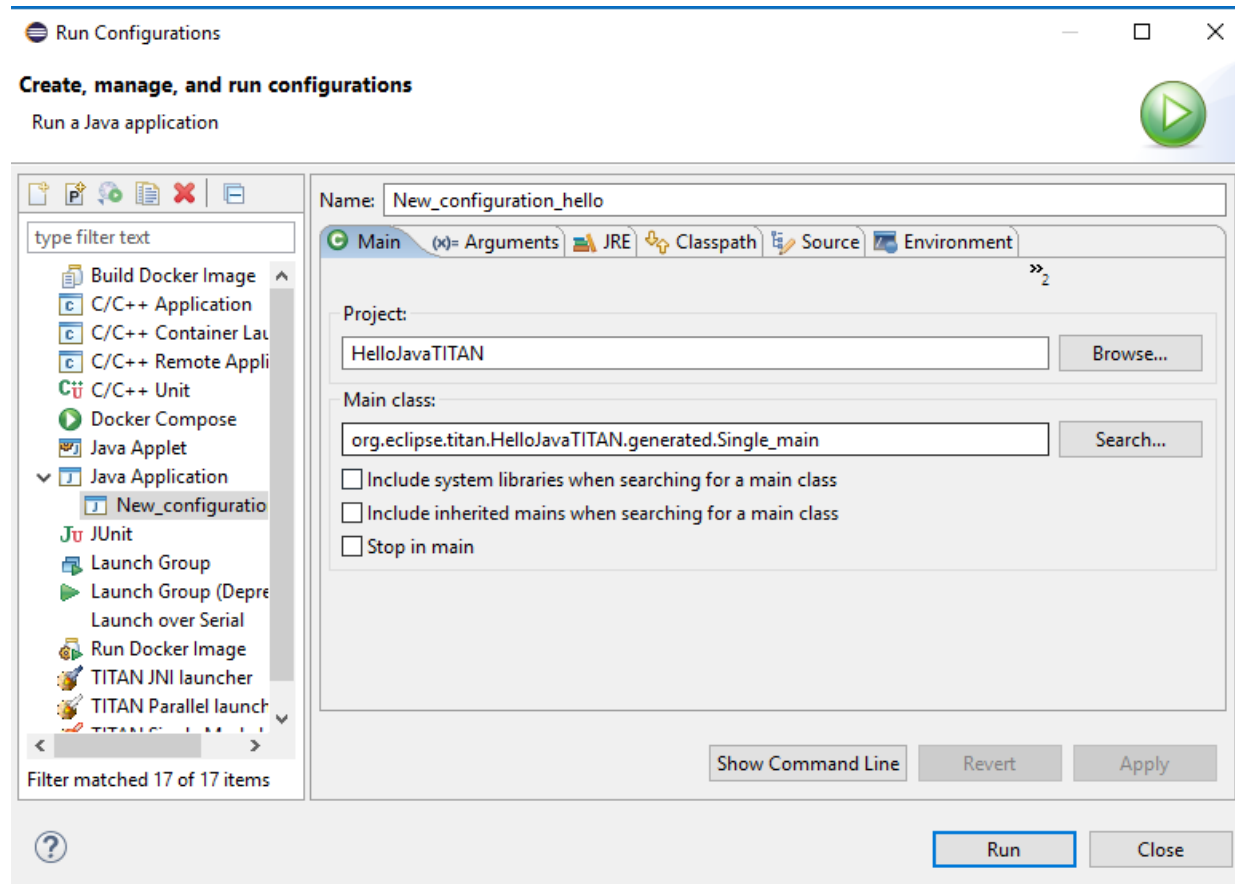 Run Configurations
Create, manage, and run configurations
Run a Java application
type filter text
Build Docker Image
C/C++ Application
C/C++ Container Lau
C/C++ Remote Appli
C/C++ Unit
Docker Compose
Java Applet
Java Application
New_configuratio
JUnit
Launch Group
Launch Group (Depre
Launch over Serial
Run Docker Image
TITAN JNI launcher
TITAN Parallel launch
Filter matched 17 of 17 items
Name: New_configuration_hello
Main (x)= Arguments JRE Classpath Source Environment
»2
Project:
HelloJavaTITAN Browse...
Main class:
org.eclipse.titan.HelloJavaTITAN.generated.Single_main Search...
Include system libraries when searching for a main class
Include inherited mains when searching for a main class
Stop in main
Show Command Line Revert Apply
Run Close